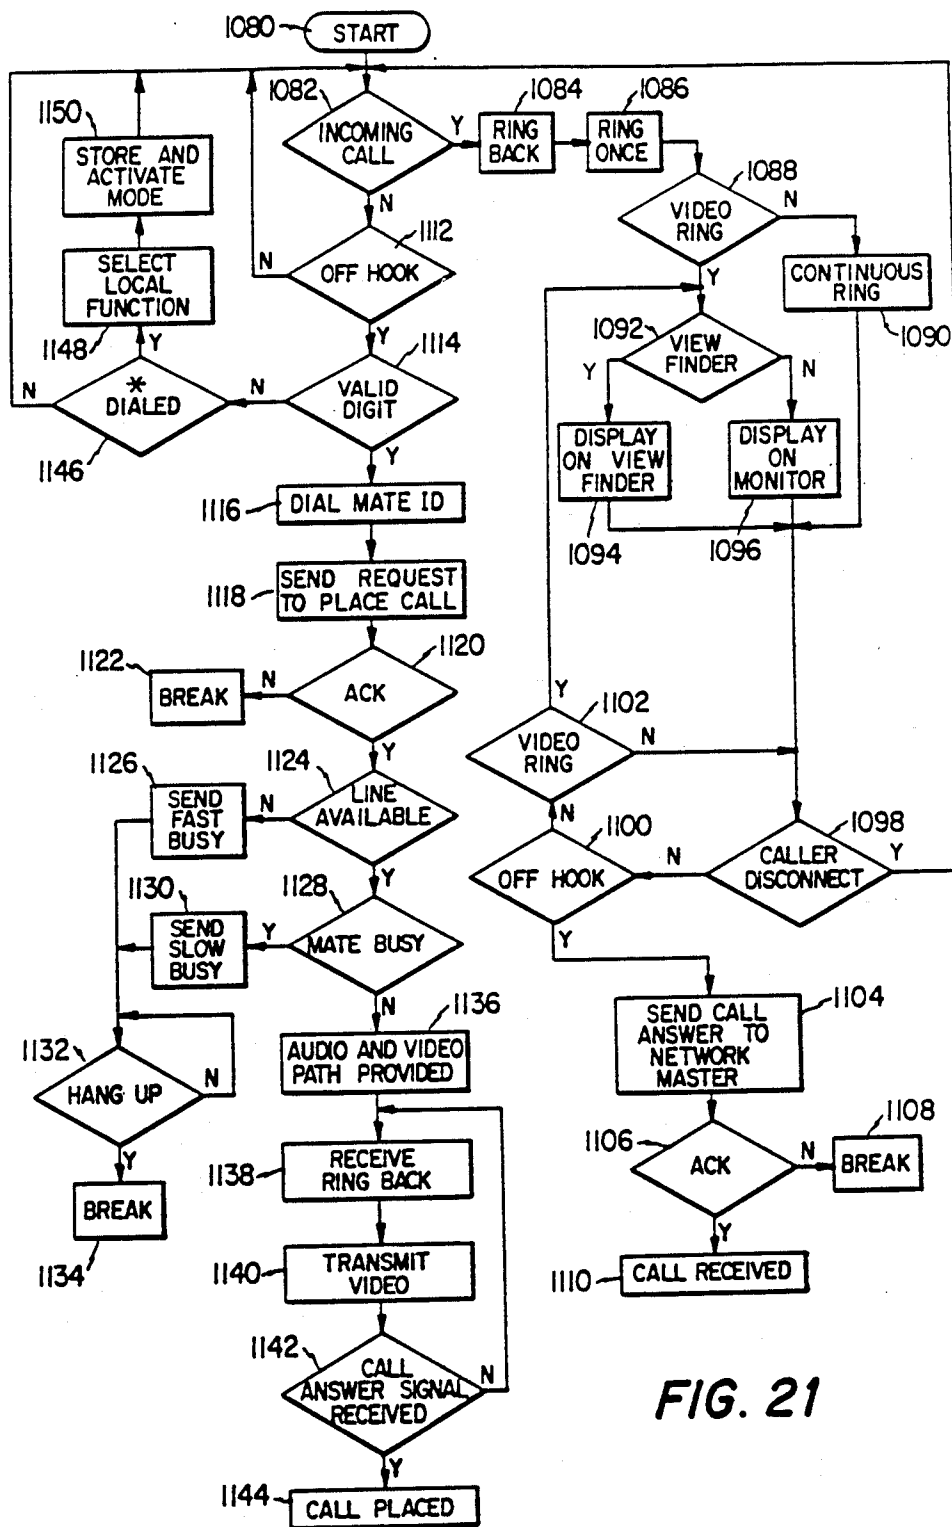 1080
START
1082
INCOMING
CALL
Y
N
1084
RING
BACK
1086
RING
ONCE
1088
VIDEO
RING
N
Y
CONTINUOUS
RING
1090
1150
STORE AND
ACTIVATE
MODE
SELECT
LOCAL
FUNCTION
1148
Y
*
DIALED
N
1146
1112
OFF HOOK
N
Y
1114
VALID
DIGIT
N
Y
1092
VIEW
FINDER
Y
N
DISPLAY
ON VIEW
FINDER
1094
DISPLAY
ON
MONITOR
1096
1116
DIAL MATE ID
1118
SEND REQUEST
TO PLACE CALL
1120
ACK
N
Y
1122
BREAK
1124
LINE
AVAILABLE
N
Y
1126
SEND
FAST
BUSY
1128
MATE BUSY
Y
N
1130
SEND
SLOW
BUSY
1132
HANG UP
N
Y
BREAK
1134
1136
AUDIO AND VIDEO
PATH PROVIDED
1138
RECEIVE
RING BACK
1140
TRANSMIT
VIDEO
1142
CALL
ANSWER SIGNAL
RECEIVED
N
Y
1144
CALL PLACED
Y
1102
VIDEO
RING
N
N
1100
OFF HOOK
N
Y
1098
CALLER
DISCONNECT
Y
1104
SEND CALL
ANSWER TO
NETWORK
MASTER
1106
ACK
N
Y
1108
BREAK
1110
CALL RECEIVED
FIG. 21